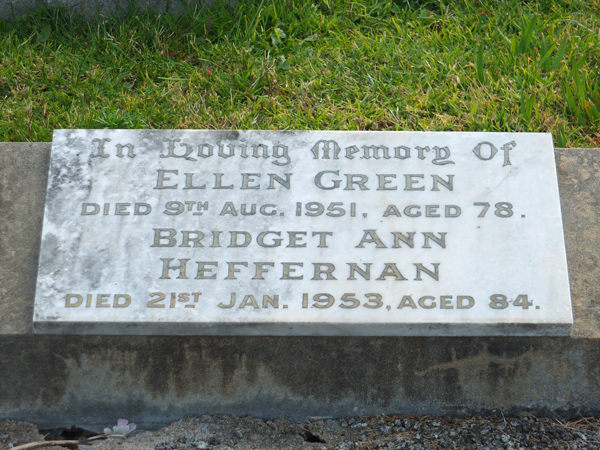 In Loving Memory Of
ELLEN GREEN
DIED 9TH AUG. 1951, AGED 78.
BRIDGET ANN
HEFFERNAN
DIED 21ST JAN. 1953, AGED 84.